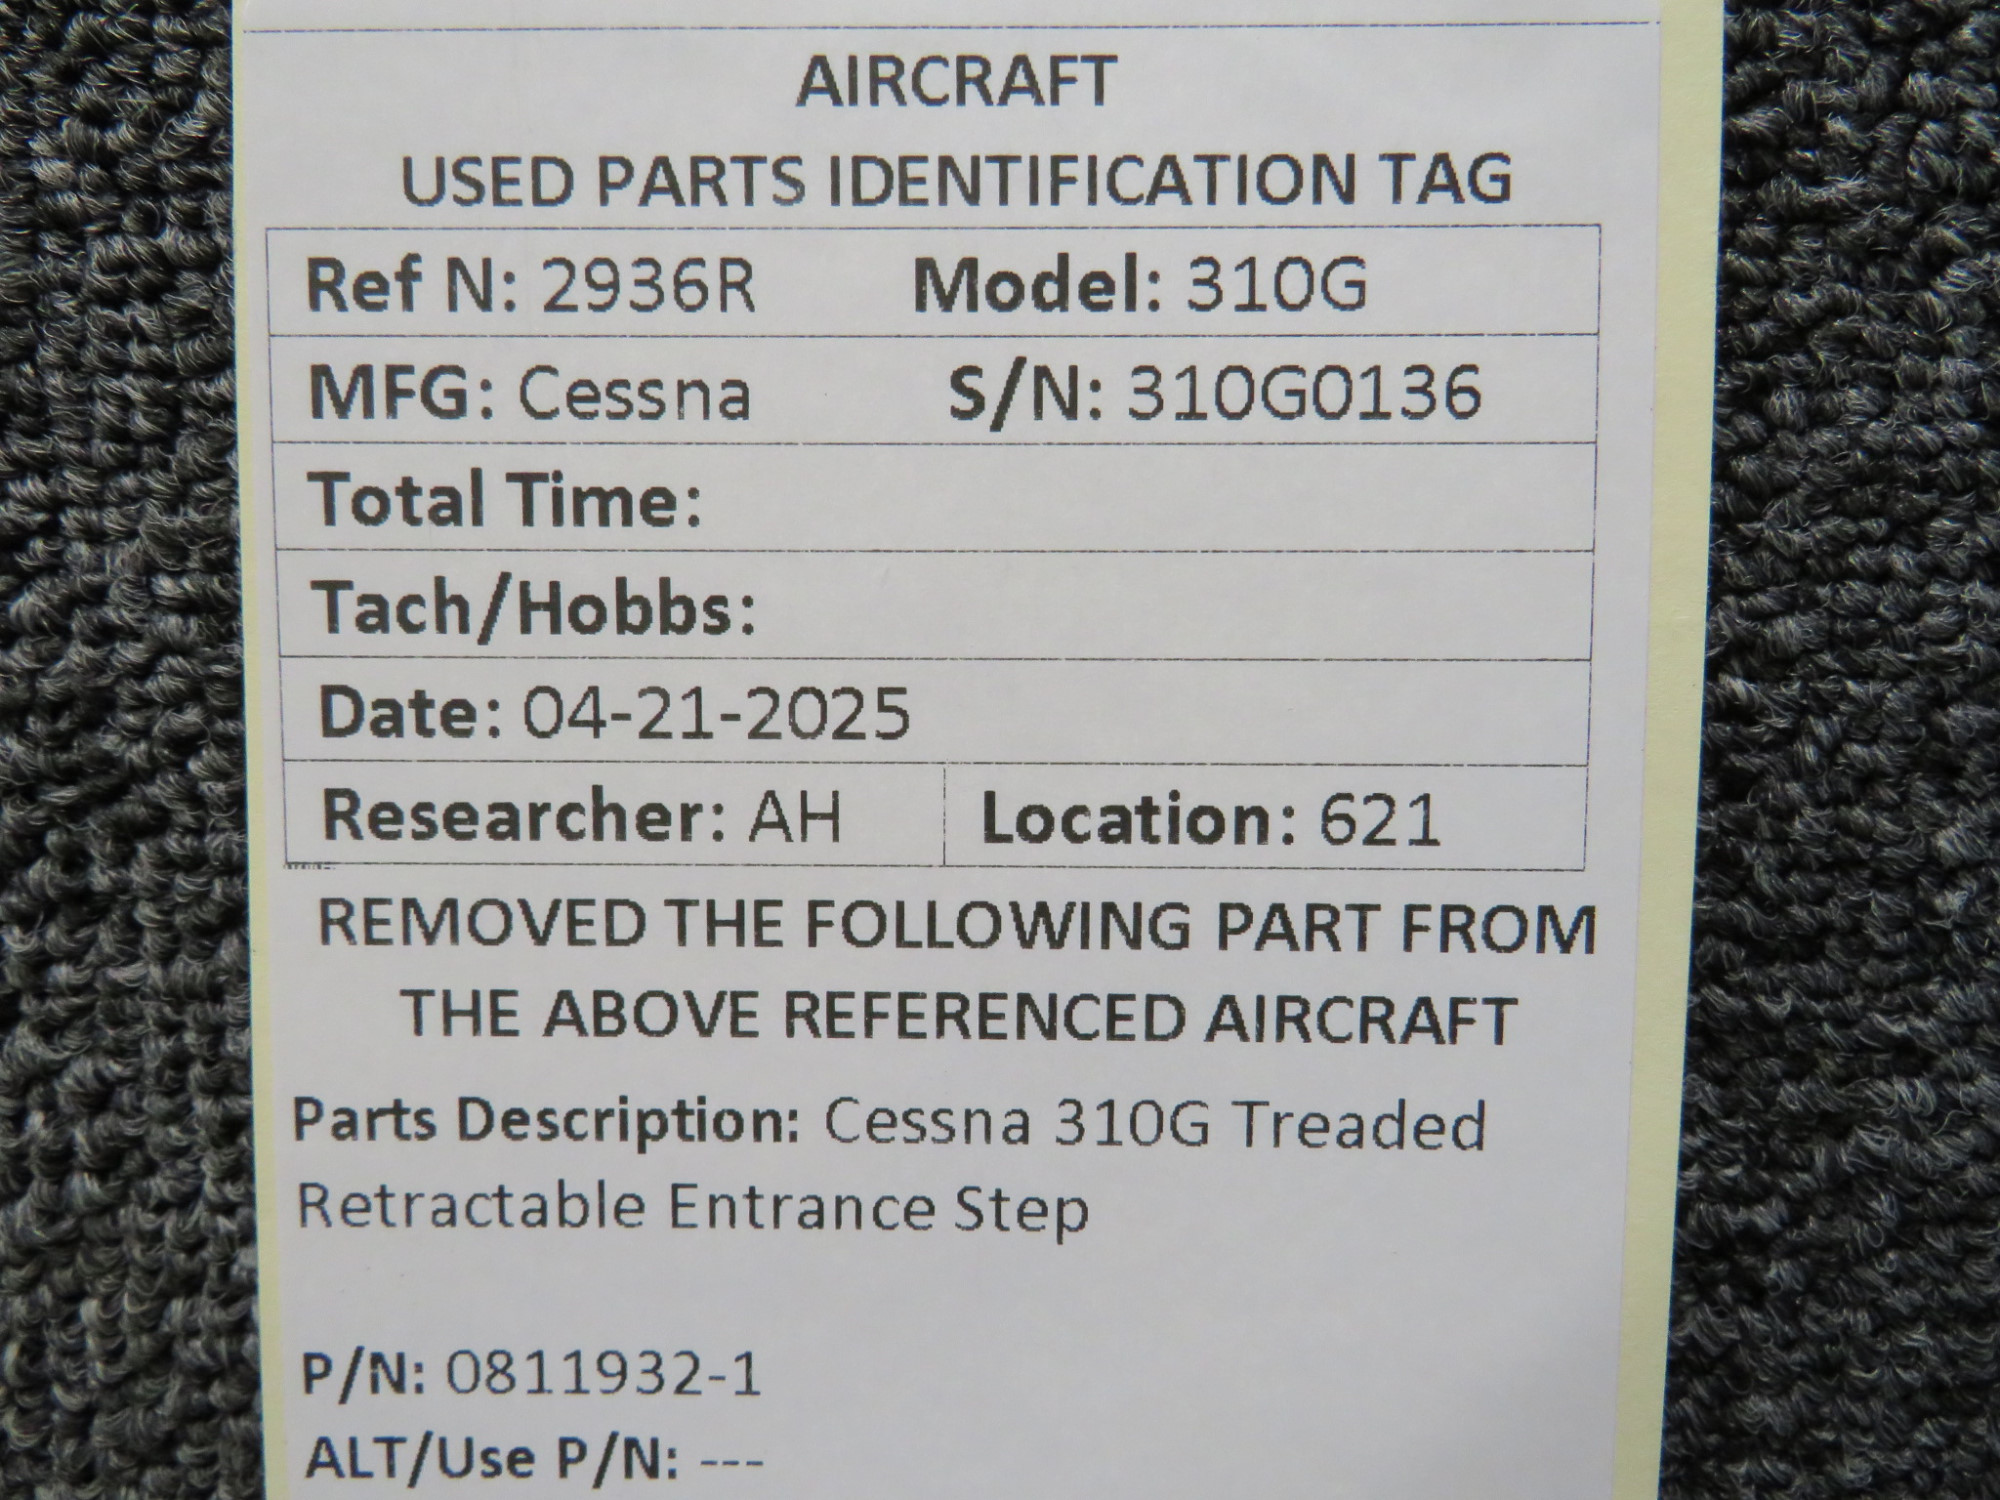 AIRCRAFT
USED PARTS IDENTIFICATION TAG
Ref N: 2936R Model: 310G
MFG: Cessna S/N: 310G0136
Total Time:
Tach/Hobbs:
Date: 04-21-2025
Researcher: AH Location: 621
REMOVED THE FOLLOWING PART FROM
THE ABOVE REFERENCED AIRCRAFT
Parts Description: Cessna 310G Treaded
Retractable Entrance Step
P/N: 0811932-1
ALT/Use P/N: ---